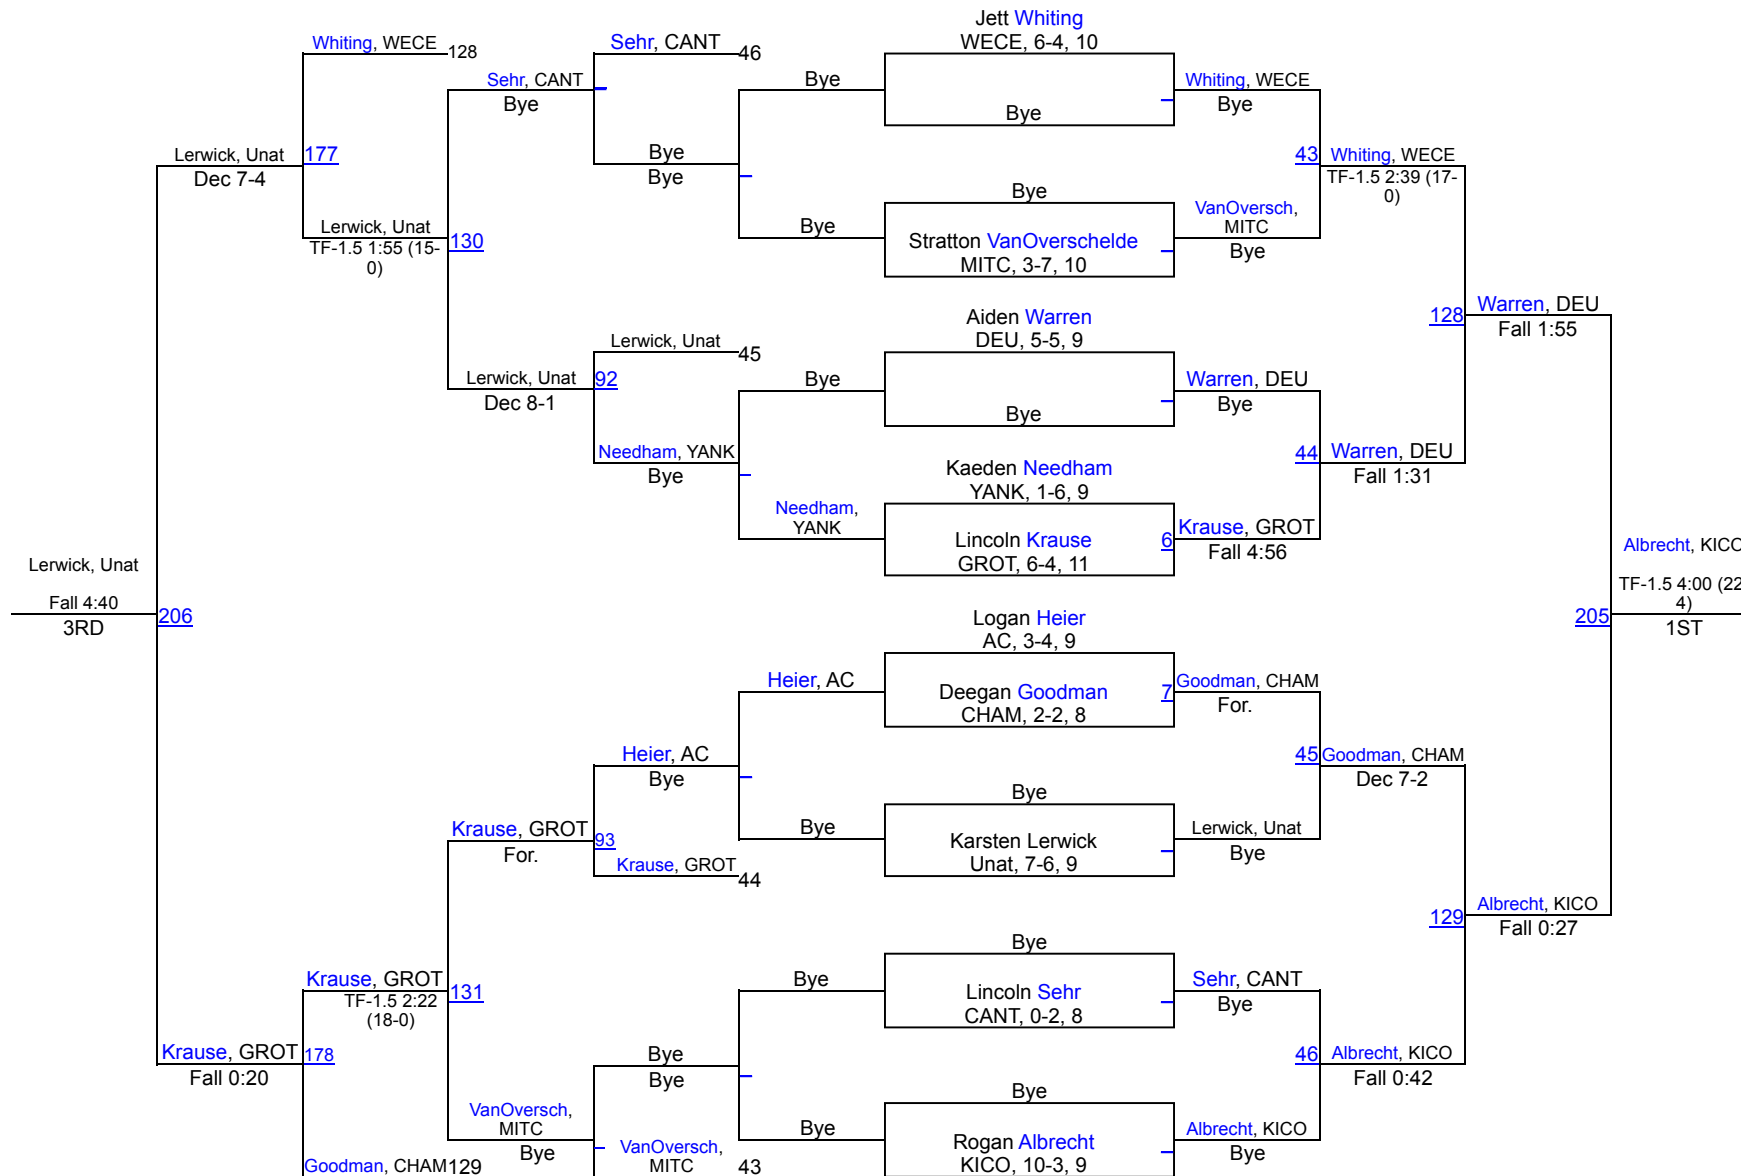 Jett Whiting
WECE, 6-4, 10
Whiting, WECE
128
Sehr, CANT
46
Sehr, CANT
Bye
Bye
Whiting, WECE
Bye
Bye
Lerwick, Unat
Dec 7-4
177
Bye
Bye
43
Whiting, WECE
TF-1.5 2:39 (17-
0)
Bye
VanOversch,
MITC
Bye
Lerwick, Unat
TF-1.5 1:55 (15-
0)
130
Bye
Stratton VanOverschelde
MITC, 3-7, 10
Aiden Warren
DEU, 5-5, 9
128
Warren, DEU
Fall 1:55
Lerwick, Unat
45
Lerwick, Unat
Dec 8-1
92
Bye
Warren, DEU
Bye
Bye
Needham, YANK
Bye
Kaeden Needham
YANK, 1-6, 9
44
Warren, DEU
Fall 1:31
Needham,
YANK
Lincoln Krause
GROT, 6-4, 11
6
Krause, GROT
Fall 4:56
Lerwick, Unat
Fall 4:40
3RD
206
Albrecht, KICO
TF-1.5 4:00 (22
4)
1ST
205
Logan Heier
AC, 3-4, 9
Heier, AC
Deegan Goodman
CHAM, 2-2, 8
7
Goodman, CHAM
For.
Heier, AC
Bye
45
Goodman, CHAM
Dec 7-2
Bye
Krause, GROT
For.
93
Bye
Karsten Lerwick
Unat, 7-6, 9
Lerwick, Unat
Bye
Krause, GROT
44
129
Albrecht, KICO
Fall 0:27
Bye
Krause, GROT
TF-1.5 2:22
(18-0)
131
Bye
Lincoln Sehr
CANT, 0-2, 8
Sehr, CANT
Bye
Krause, GROT
Fall 0:20
178
Bye
Bye
46
Albrecht, KICO
Fall 0:42
Bye
VanOversch,
MITC
Bye
Bye
Rogan Albrecht
KICO, 10-3, 9
Albrecht, KICO
Bye
Goodman, CHAM
129
VanOversch,
MITC
43